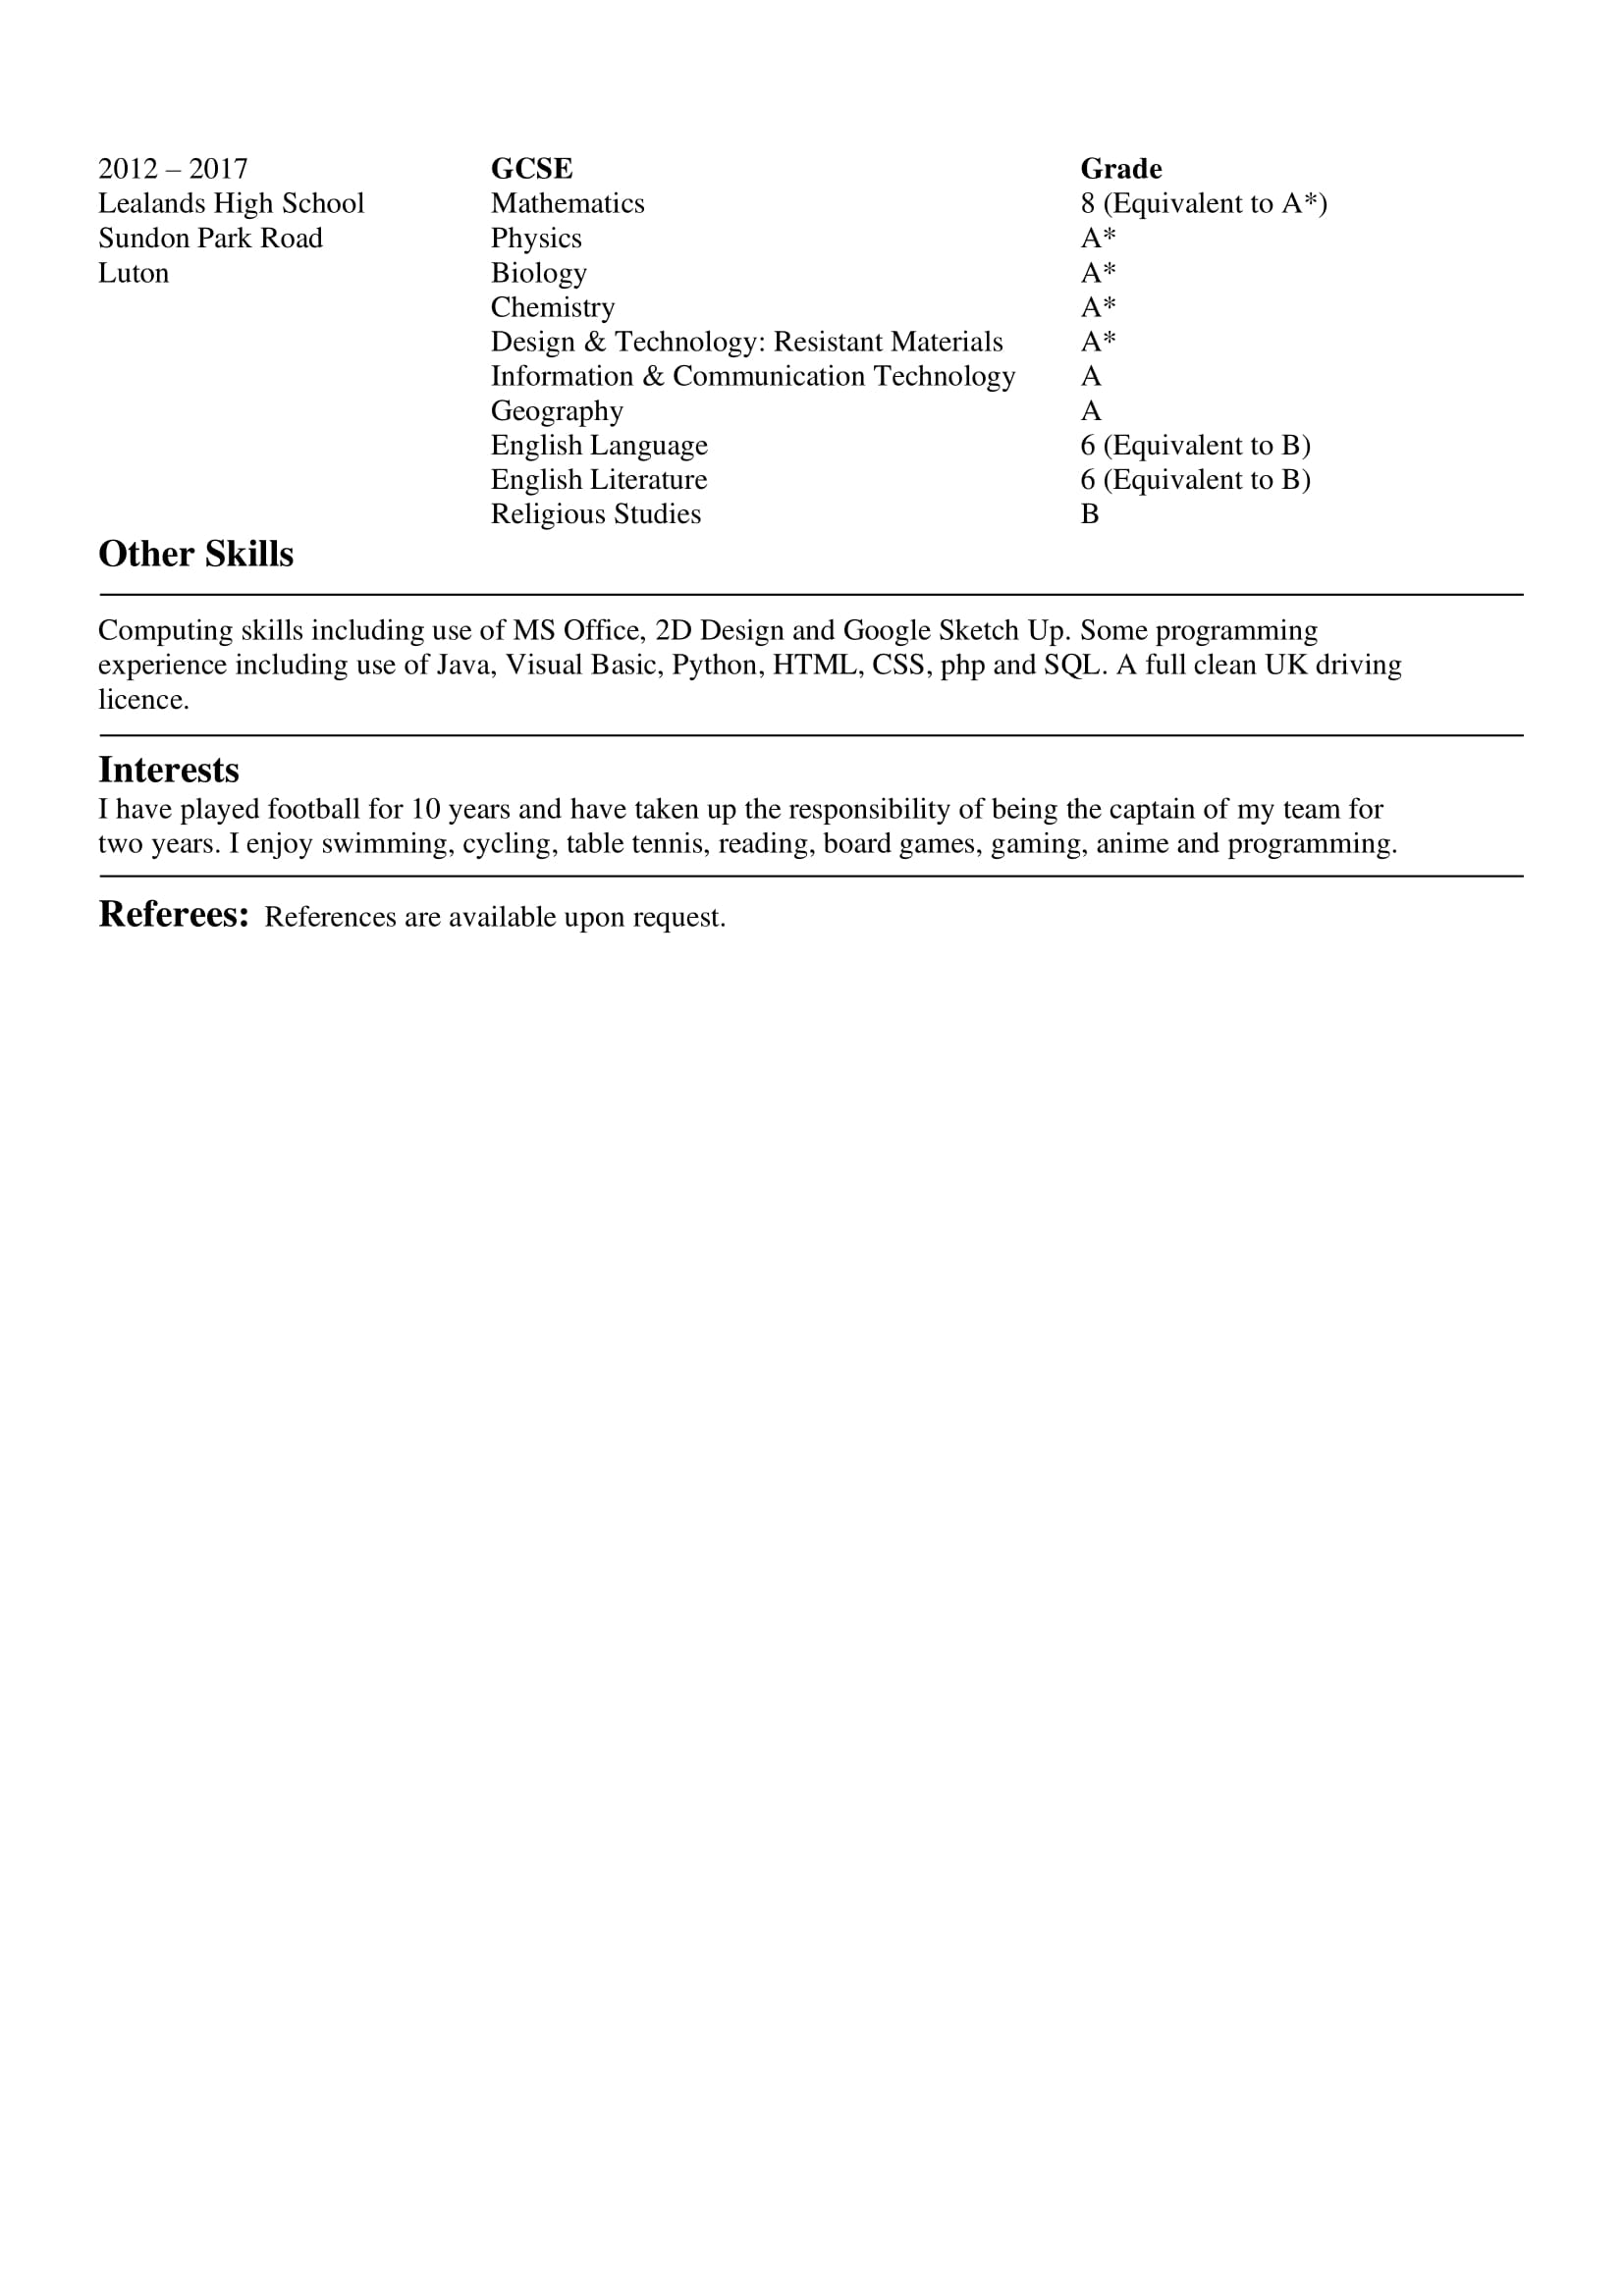 2012 – 2017 GCSE Grade
Lealands High School Mathematics 8 (Equivalent to A*)
Sundon Park Road Physics A*
Luton Biology A*
Chemistry A*
Design & Technology: Resistant Materials A*
Information & Communication Technology A
Geography A
English Language 6 (Equivalent to B)
English Literature 6 (Equivalent to B)
Religious Studies B
Other Skills
Computing skills including use of MS Office, 2D Design and Google Sketch Up. Some programming
experience including use of Java, Visual Basic, Python, HTML, CSS, php and SQL. A full clean UK driving
licence.
Interests
I have played football for 10 years and have taken up the responsibility of being the captain of my team for
two years. I enjoy swimming, cycling, table tennis, reading, board games, gaming, anime and programming.
Referees: References are available upon request.